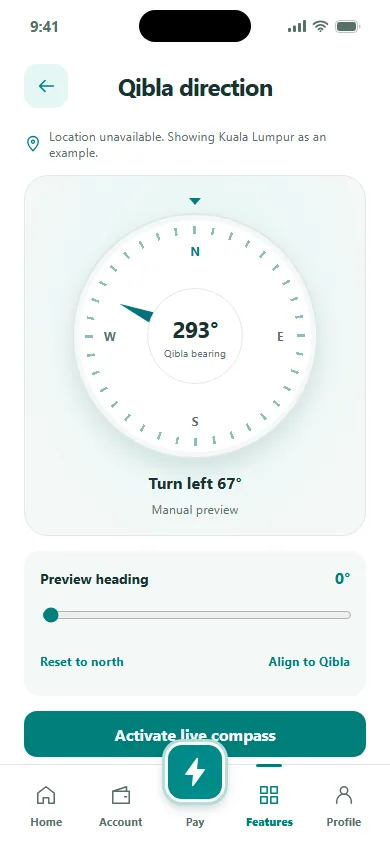 9:41
Qibla direction
Location unavailable. Showing Kuala Lumpur as an
example.
N
W
E
293°
Qibla bearing
S
Turn left 67°
Manual preview
Preview heading
0°
Reset to north
Align to Qibla
Activate live compass
Home
Account
Pay
Features
Profile